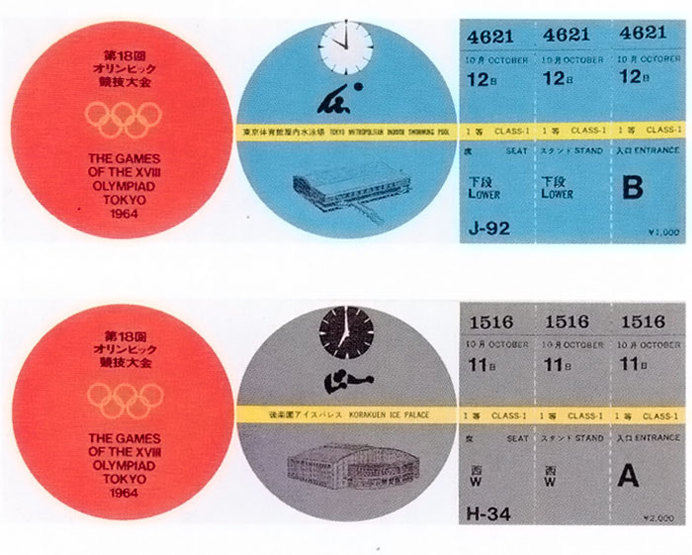 第18回
オリンピック
競技大会
THE GAMES
OF THE XVIII
OLYMPIAD
TOKYO
1964
東京体育館屋内水泳場 TOKYO METROPOLITAN INDOOR SWIMMING POOL
4621 4621 4621
10月 OCTOBER 10月 OCTOBER 10月 OCTOBER
12日 12日 12日
1等 CLASS-1 1等 CLASS-1 1等 CLASS-1
席 SEAT スタンド STAND 入口 ENTRANCE
下段 下段 B
LOWER LOWER
J-92 ¥1,000
第18回
オリンピック
競技大会
THE GAMES
OF THE XVIII
OLYMPIAD
TOKYO
1964
後楽園アイスパレス KORAKUEN ICE PALACE
1516 1516 1516
10月 OCTOBER 10月 OCTOBER 10月 OCTOBER
11日 11日 11日
1等 CLASS-1 1等 CLASS-1 1等 CLASS-1
席 SEAT スタンド STAND 入口 ENTRANCE
西 西 A
W W
H-34 ¥2,000